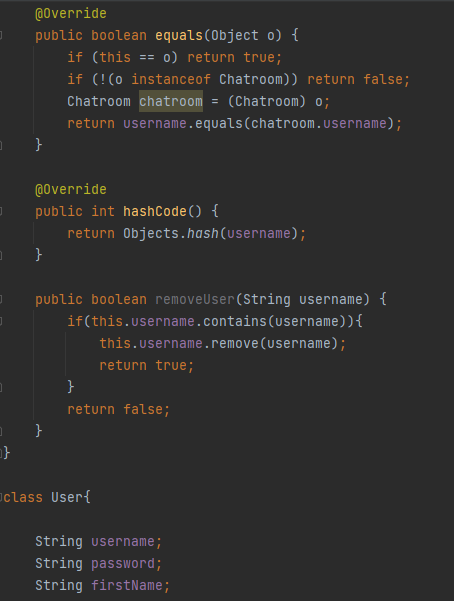 @Override
public boolean equals(Object o) {
if (this == o) return true;
if (!(o instanceof Chatroom)) return false;
Chatroom chatroom = (Chatroom) o;
return username.equals(chatroom.username);
}
@Override
public int hashCode() {
return Objects.hash(username);
}
public boolean removeUser(String username) {
if(this.username.contains(username)){
this.username.remove(username);
return true;
}
return false;
}
}
class User{
String username;
String password;
String firstName;